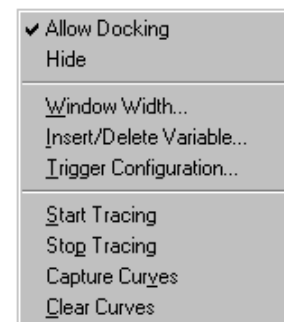 Allow Docking
Hide
Window Width...
Insert/Delete Variable...
Trigger Configuration...
Start Tracing
Stop Tracing
Capture Curves
Clear Curves